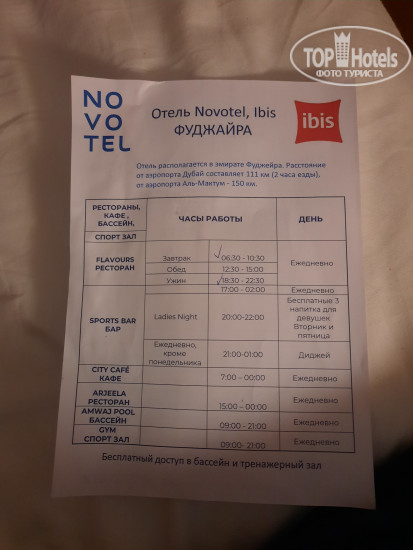 TOP Hotels
ФОТО ТУРИСТА
NO
VO
TEL
Отель Novotel, Ibis
ФУДЖАЙРА
ibis
Отель располагается в эмирате Фуджейра. Расстояние
от аэропорта Дубай составляет 111 км (2 часа езды),
от аэропорта Аль-Мактум - 150 км.
РЕСТОРАНЫ,
КАФЕ,
БАССЕЙН,
СПОРТ ЗАЛ
ЧАСЫ РАБОТЫ
ДЕНЬ
FLAVOURS
РЕСТОРАН
Завтрак
06:30 - 10:30
Обед
12:30 - 15:00
Ужин
18:30 - 22:30
Ежедневно
SPORTS BAR
БАР
17:00 - 02:00
Ежедневно
Ladies Night
20:00-22:00
Бесплатные 3
напитка для
девушек
Вторник и
пятница
Ежедневно,
кроме
понедельника
21:00-01:00
Диджей
CITY CAFÉ
КАФЕ
7:00 – 00:00
Ежедневно
ARJEELA
РЕСТОРАН
15:00 – 00:00
Ежедневно
AMWAJ POOL
БАССЕЙН
09:00 - 21:00
Ежедневно
GYM
СПОРТ ЗАЛ
09:00- 21:00
Ежедневно
Бесплатный доступ в бассейн и тренажерный зал